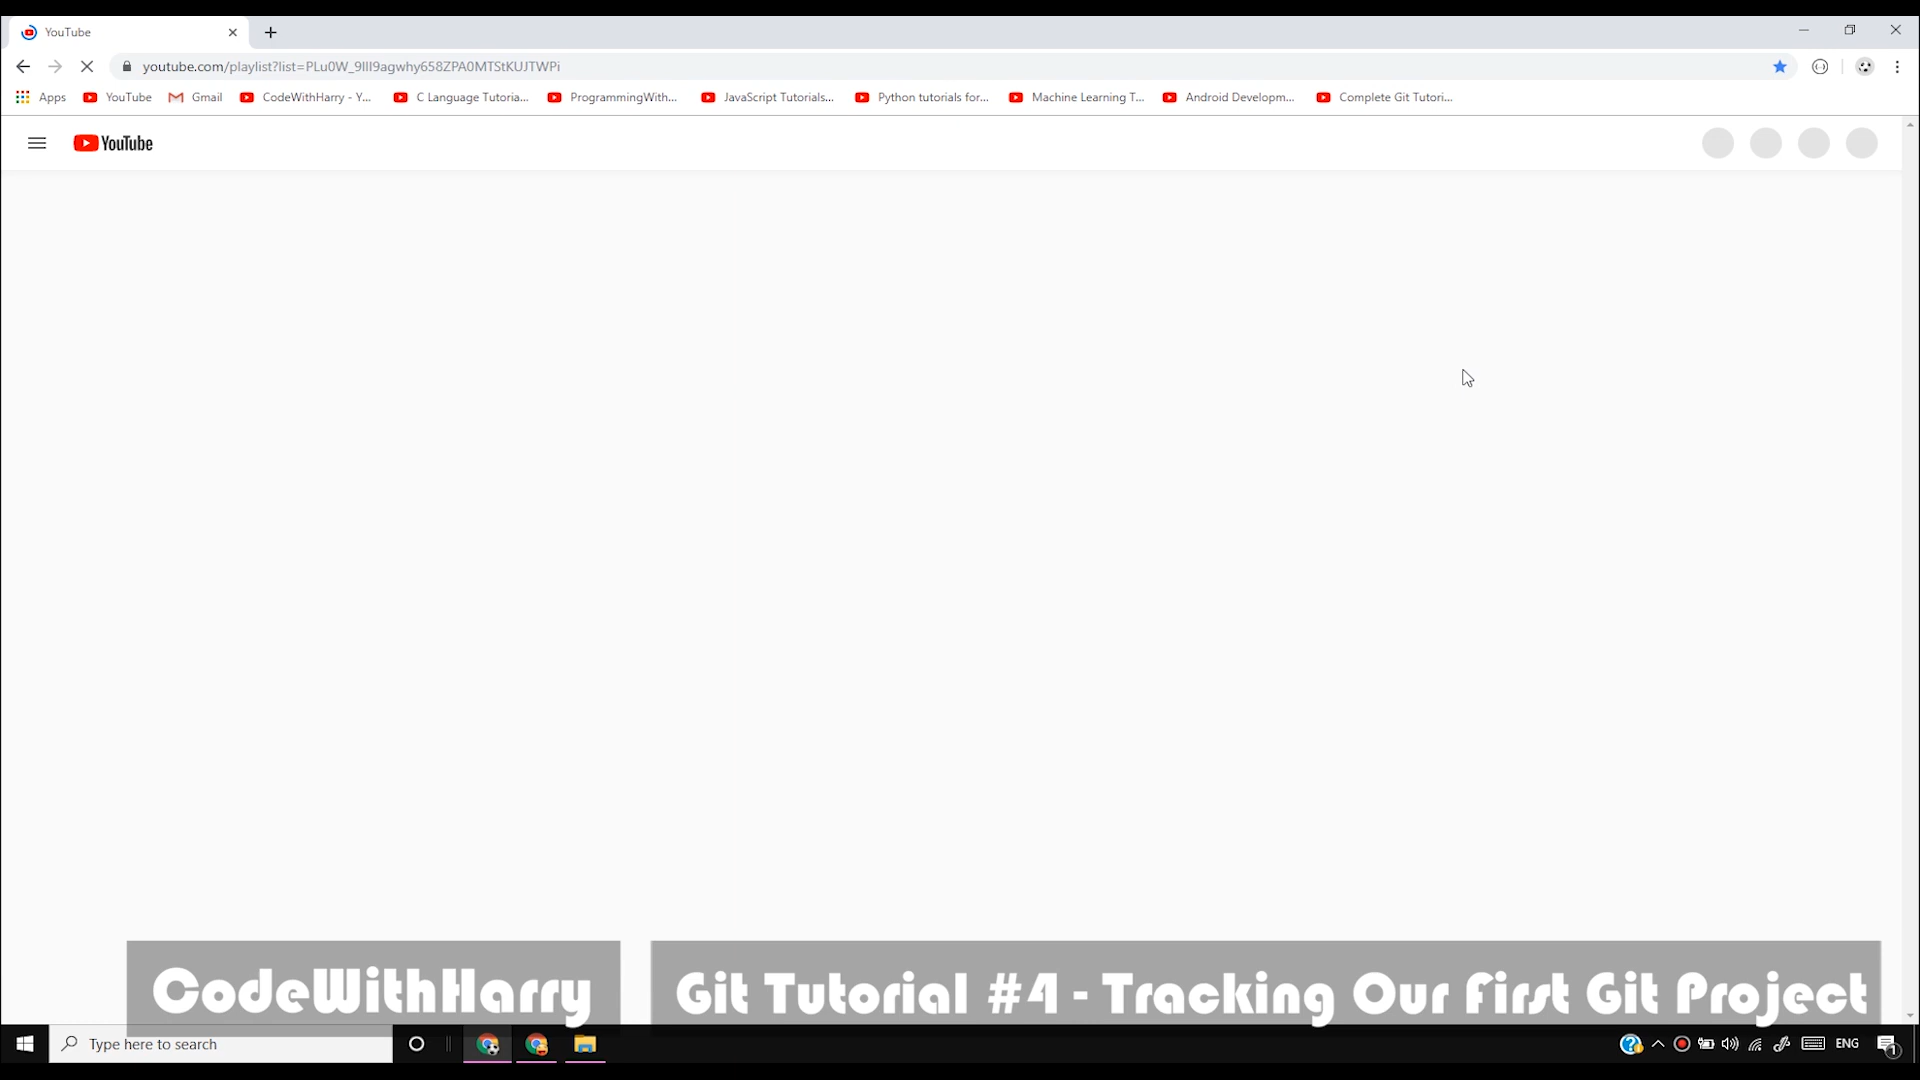 YouTube
youtube.com/playlist?list=PLu0W_9lII9agwhy658ZPA0MTStKUJTWPi
Apps YouTube Gmail CodeWithHarry - Y... C Language Tutoria... ProgrammingWith... JavaScript Tutorials... Python tutorials for... Machine Learning T... Android Developm... Complete Git Tutori...
YouTube
CodeWithHarry Git Tutorial #4 - Tracking Our First Git Project
Type here to search ENG 1